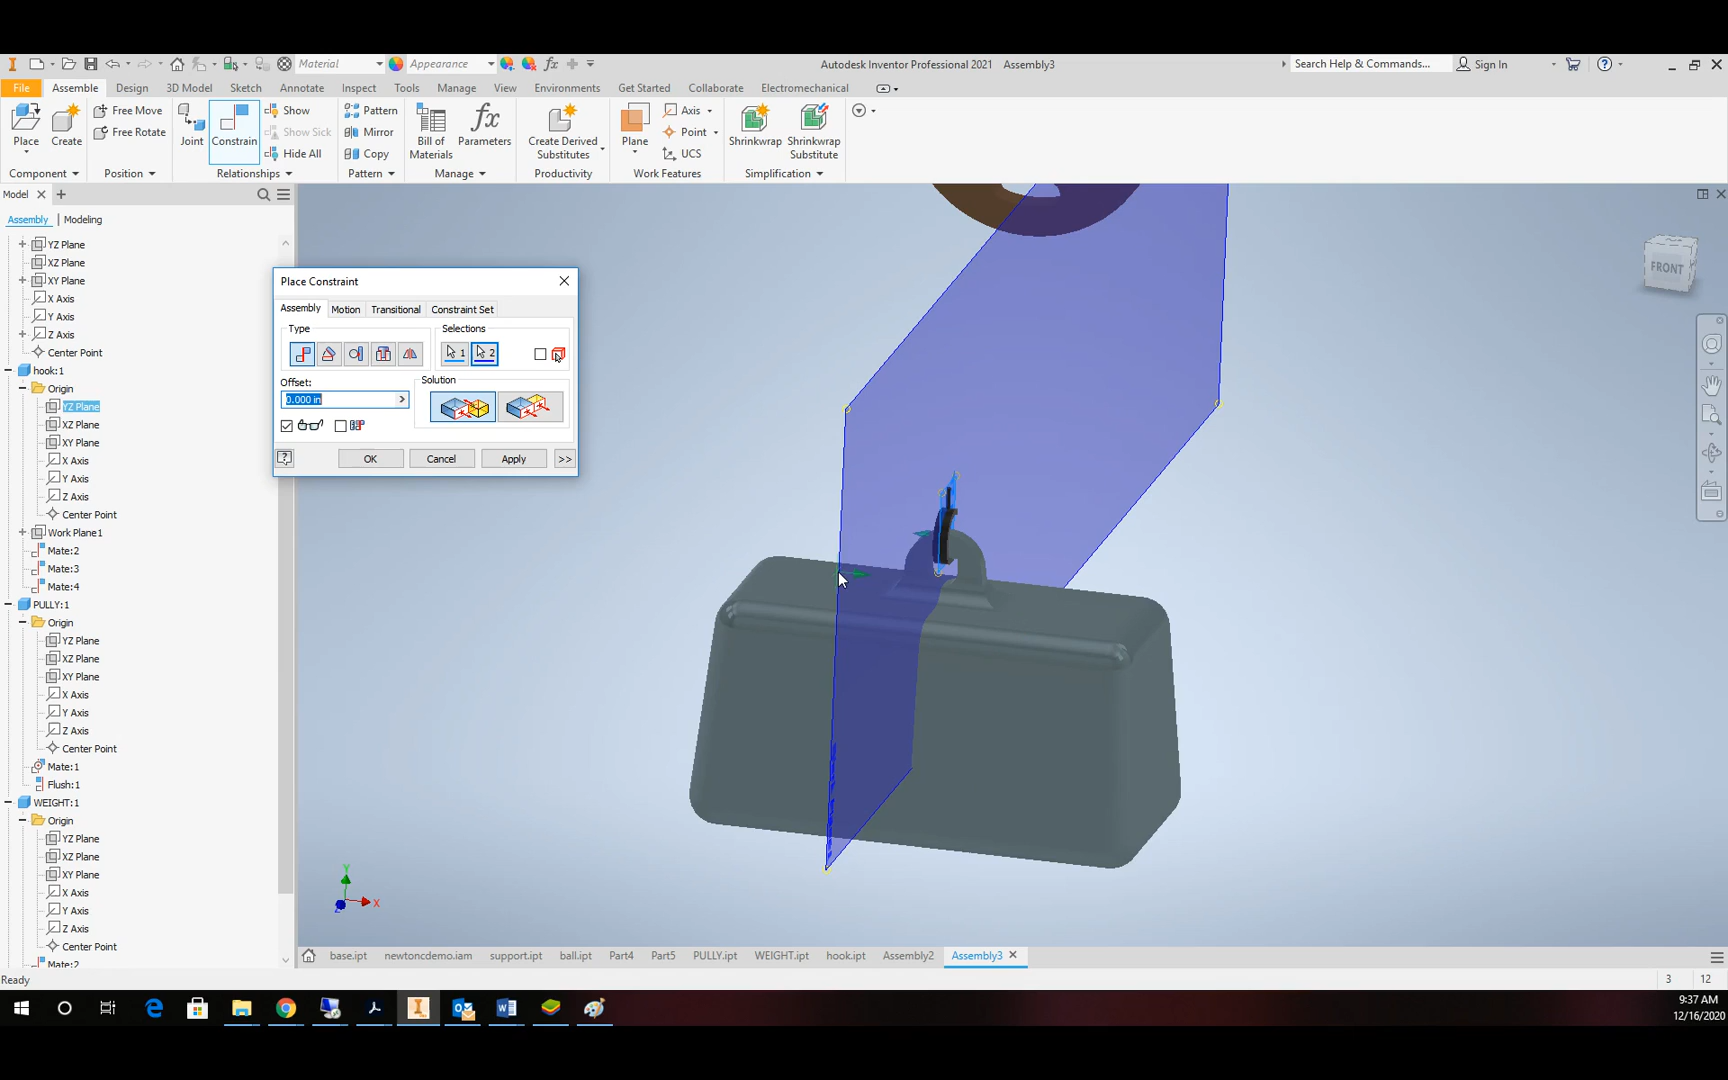 Material
Appearance
Autodesk Inventor Professional 2021 Assembly3
Search Help & Commands...
Sign In
File Assemble Design 3D Model Sketch Annotate Inspect Tools Manage View Environments Get Started Collaborate Electromechanical
Place
Create
Free Move
Free Rotate
Joint
Constrain
Show
Show Sick
Hide All
Pattern
Mirror
Copy
Bill of
Materials
Parameters
Create Derived
Substitutes
Plane
Axis
Point
UCS
Shrinkwrap
Shrinkwrap
Substitute
Component Position Relationships Pattern Manage Productivity Work Features Simplification
Model
Assembly Modeling
YZ Plane
XZ Plane
XY Plane
X Axis
Y Axis
Z Axis
Center Point
hook:1
Origin
YZ Plane
XZ Plane
XY Plane
X Axis
Y Axis
Z Axis
Center Point
Work Plane1
Mate:2
Mate:3
Mate:4
PULLY:1
Origin
YZ Plane
XZ Plane
XY Plane
X Axis
Y Axis
Z Axis
Center Point
Mate:1
Flush:1
WEIGHT:1
Origin
YZ Plane
XZ Plane
XY Plane
X Axis
Y Axis
Z Axis
Center Point
Mate:2
Place Constraint
Assembly Motion Transitional Constraint Set
Type
Selections
1
2
Offset:
0.000 in
Solution
OK Cancel Apply >>
FRONT
Y
X
Z
base.ipt newtoncdemo.iam support.ipt ball.ipt Part4 Part5 PULLY.ipt WEIGHT.ipt hook.ipt Assembly2 Assembly3
Ready
3 12
9:37 AM
12/16/2020